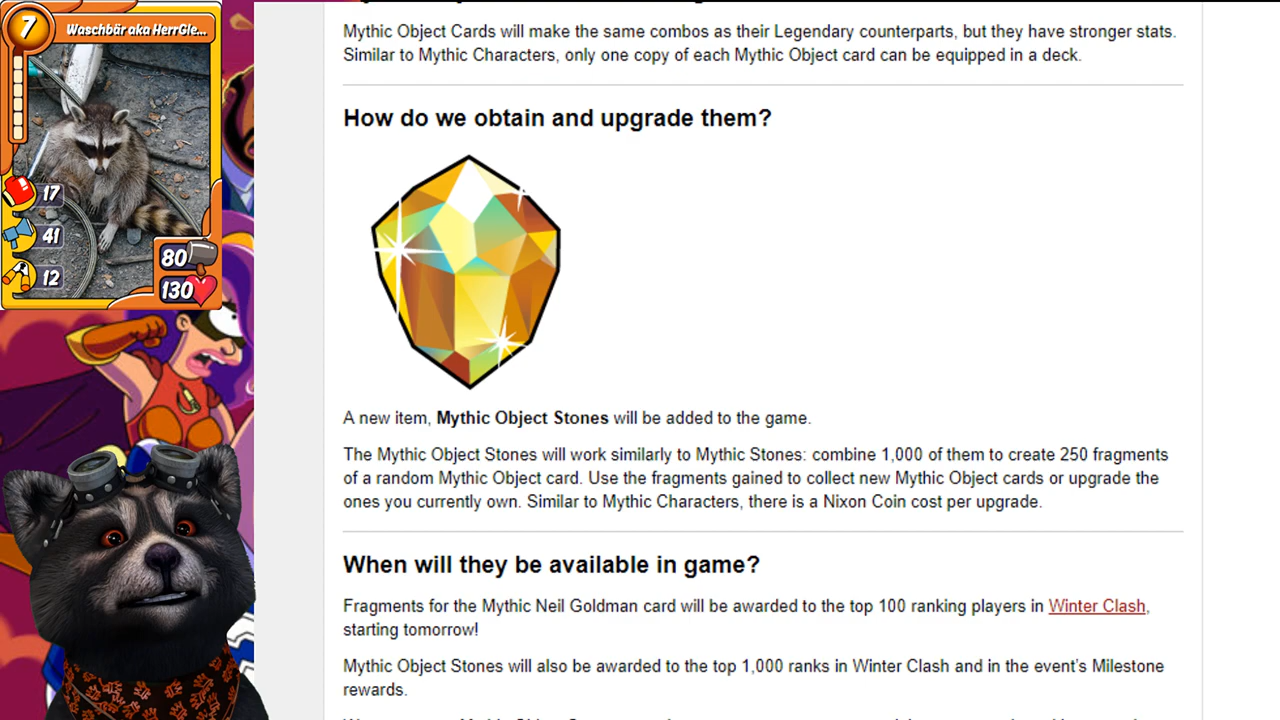 7
Waschbär aka HerrGle...
17
41
12
80
130
Mythic Object Cards will make the same combos as their Legendary counterparts, but they have stronger stats.
Similar to Mythic Characters, only one copy of each Mythic Object card can be equipped in a deck.
How do we obtain and upgrade them?
A new item, Mythic Object Stones will be added to the game.
The Mythic Object Stones will work similarly to Mythic Stones: combine 1,000 of them to create 250 fragments
of a random Mythic Object card. Use the fragments gained to collect new Mythic Object cards or upgrade the
ones you currently own. Similar to Mythic Characters, there is a Nixon Coin cost per upgrade.
When will they be available in game?
Fragments for the Mythic Neil Goldman card will be awarded to the top 100 ranking players in Winter Clash,
starting tomorrow!
Mythic Object Stones will also be awarded to the top 1,000 ranks in Winter Clash and in the event's Milestone
rewards.